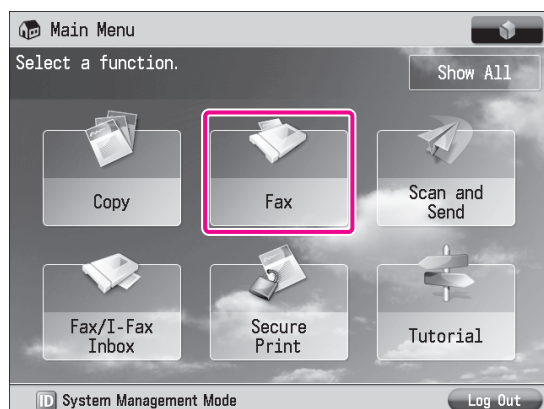 Main Menu
Select a function.
Show All
Copy
Fax
Scan and
Send
Fax/I-Fax
Inbox
Secure
Print
Tutorial
ID System Management Mode
Log Out